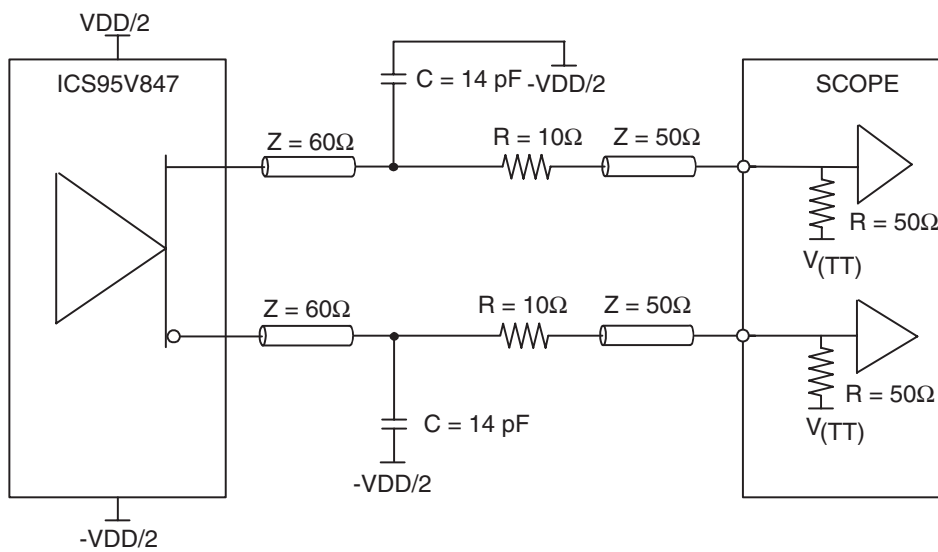 VDD/2
ICS95V847
C = 14 pF
-VDD/2
SCOPE
Z = 60Ω
R = 10Ω
Z = 50Ω
R = 50Ω
V(TT)
Z = 60Ω
R = 10Ω
Z = 50Ω
R = 50Ω
V(TT)
C = 14 pF
-VDD/2
-VDD/2